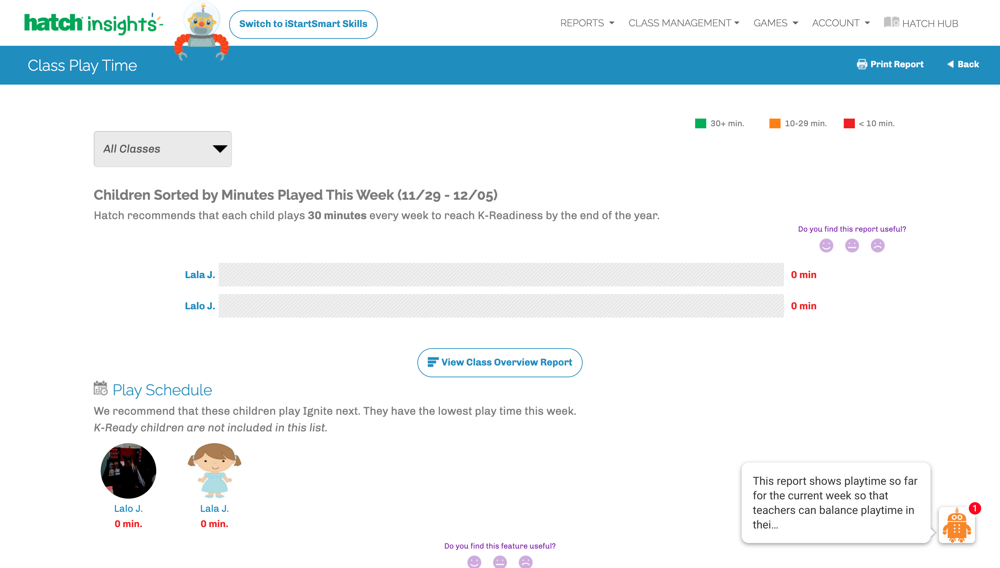 hatch insights
Switch to iStartSmart Skills
REPORTS
CLASS MANAGEMENT
GAMES
ACCOUNT
HATCH HUB
Class Play Time
Print Report
Back
30+ min.
10-29 min.
< 10 min.
All Classes
Children Sorted by Minutes Played This Week (11/29 - 12/05)
Hatch recommends that each child plays 30 minutes every week to reach K-Readiness by the end of the year.
Do you find this report useful?
Lala J.
0 min
Lalo J.
0 min
View Class Overview Report
Play Schedule
We recommend that these children play Ignite next. They have the lowest play time this week.
K-Ready children are not included in this list.
Lalo J.
0 min.
Lala J.
0 min.
This report shows playtime so far
for the current week so that
teachers can balance playtime in
thei...
1
Do you find this feature useful?